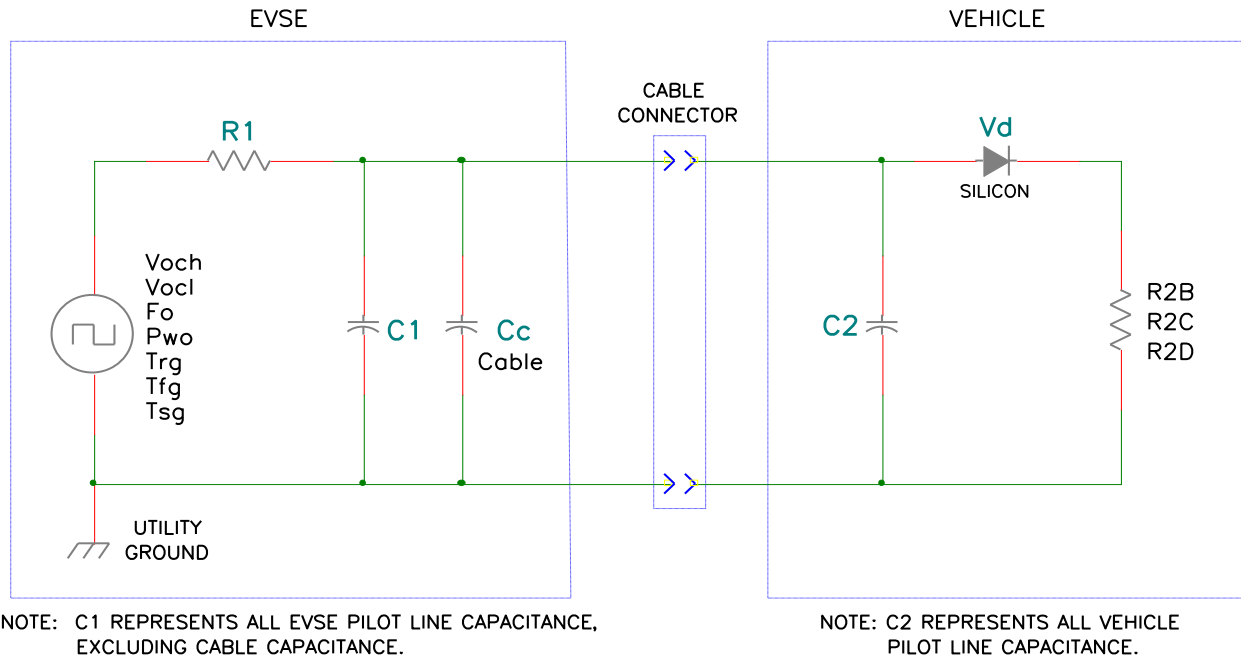 EVSE
VEHICLE
CABLE
CONNECTOR
R1
Vd
SILICON
Voch
Vocl
Fo
Pwo
Trg
Tfg
Tsg
C1
Cc
Cable
C2
R2B
R2C
R2D
UTILITY
GROUND
NOTE: C1 REPRESENTS ALL EVSE PILOT LINE CAPACITANCE,
EXCLUDING CABLE CAPACITANCE.
NOTE: C2 REPRESENTS ALL VEHICLE
PILOT LINE CAPACITANCE.